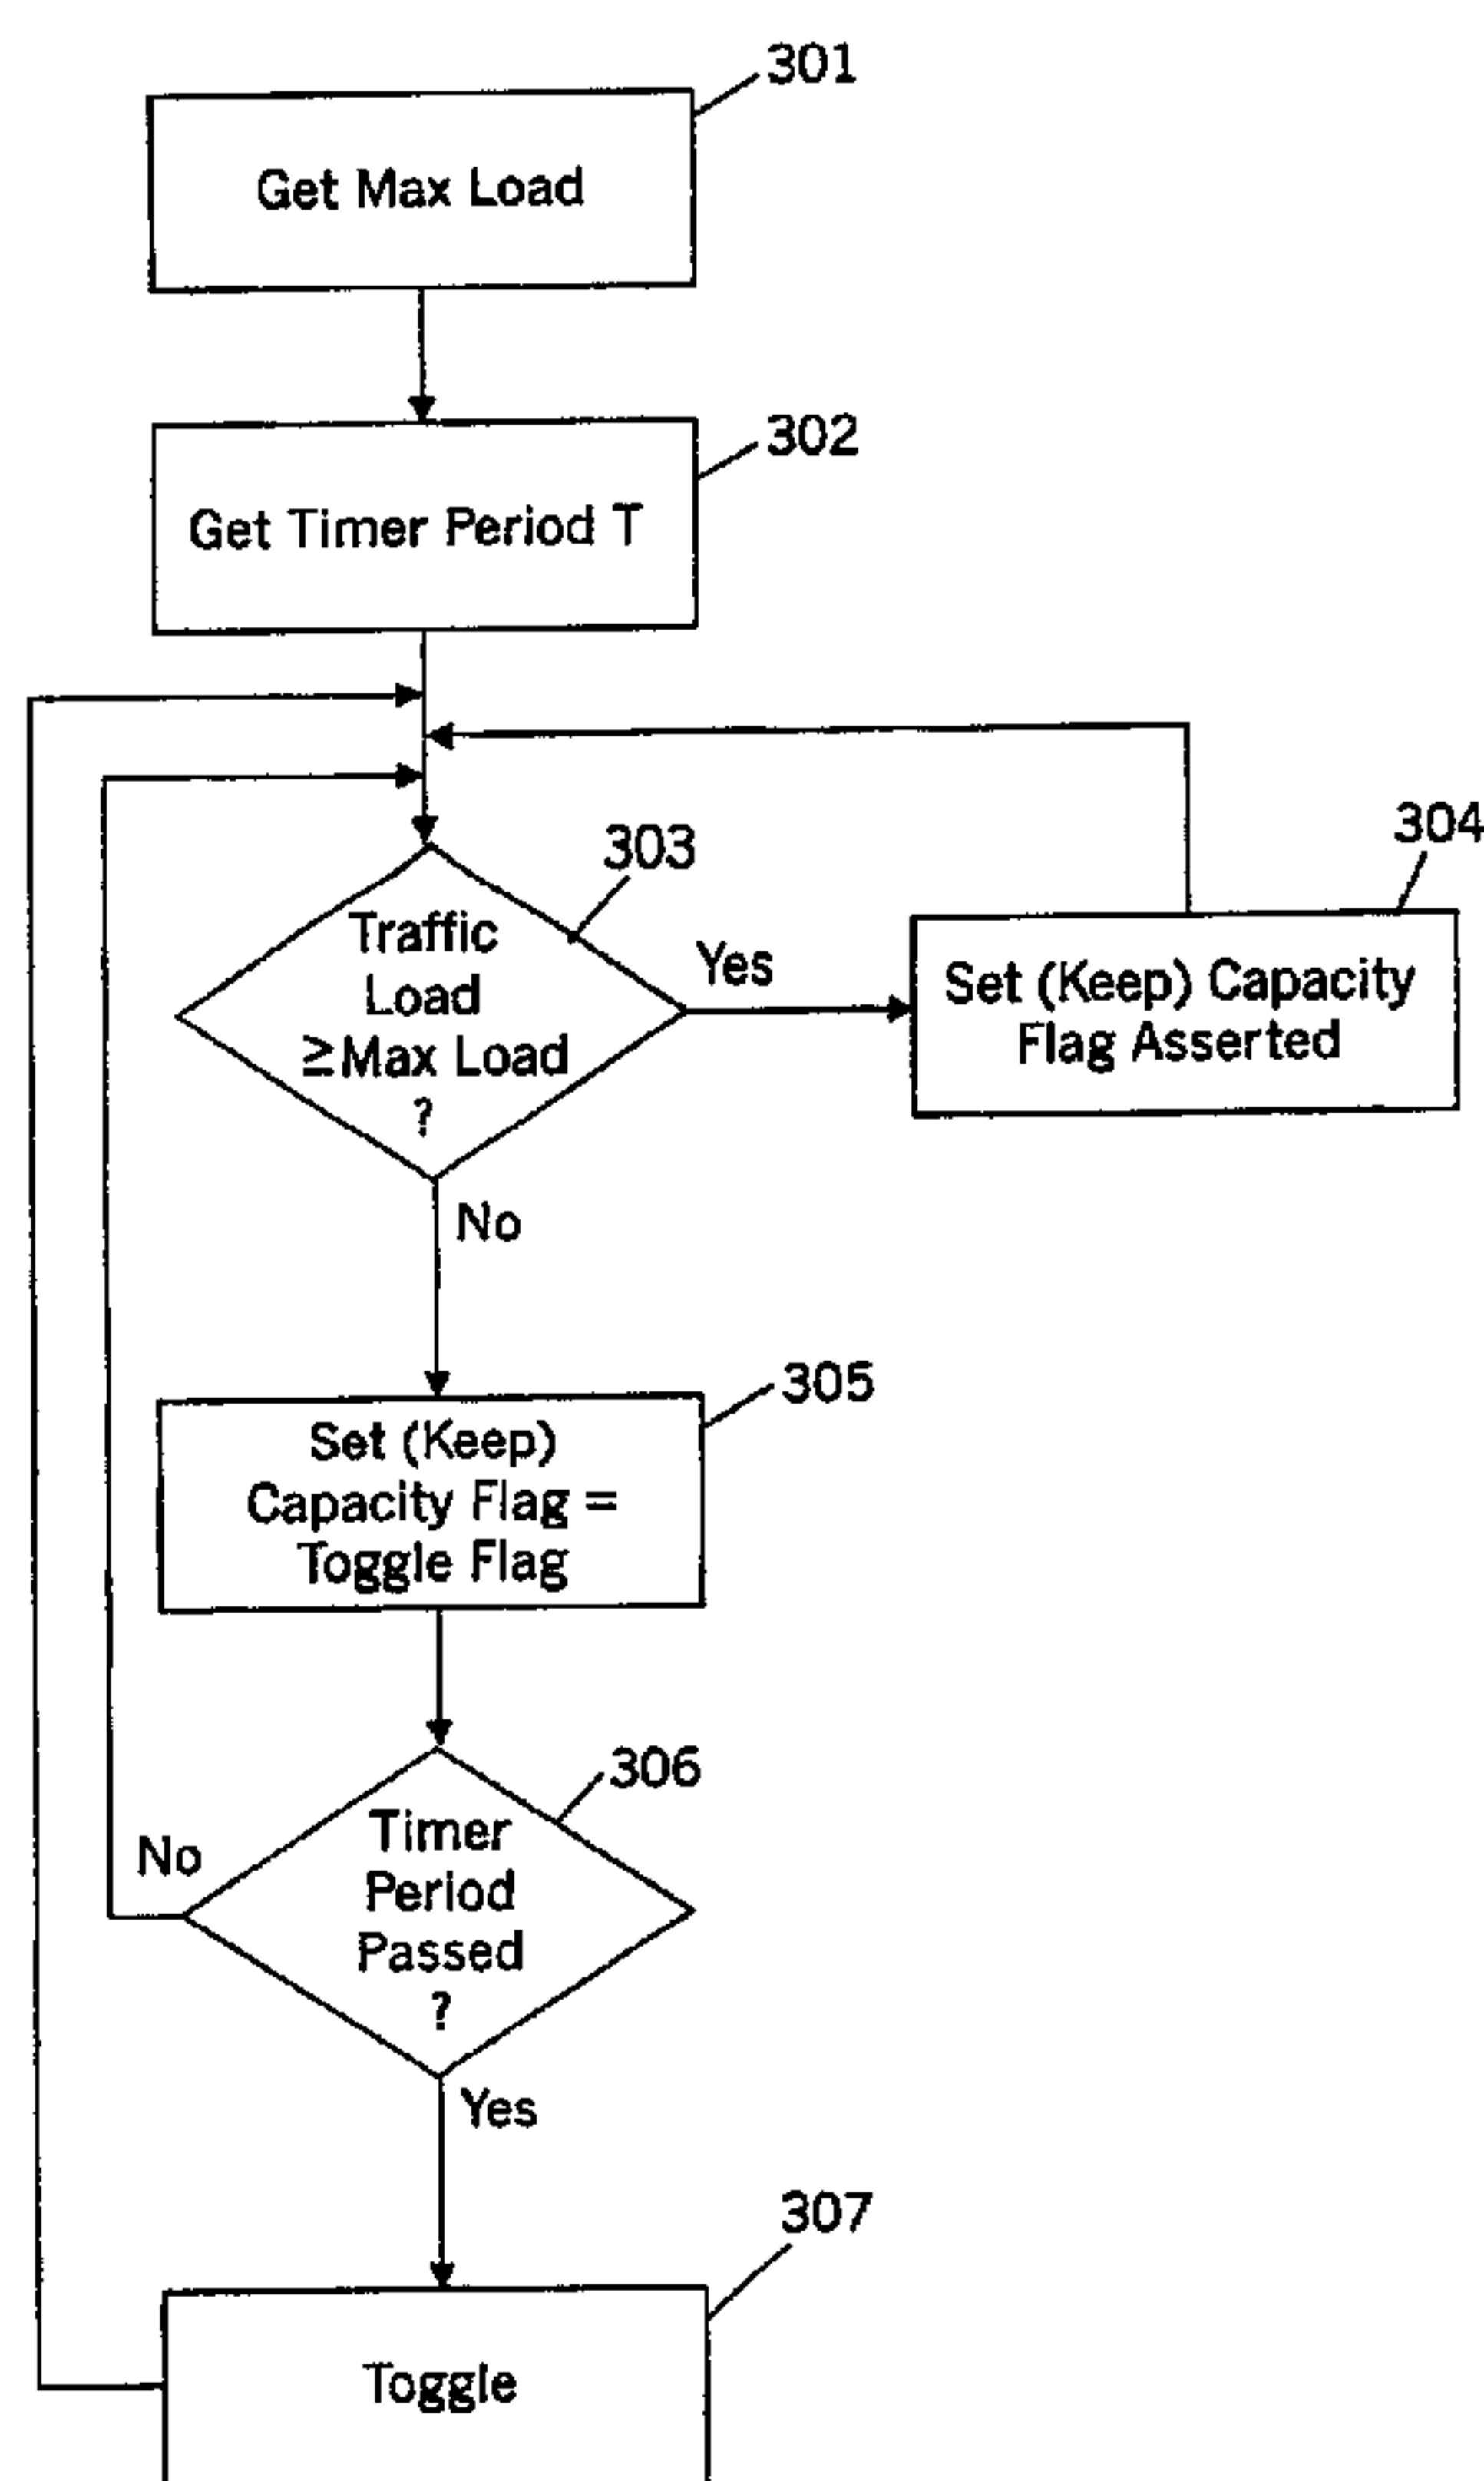 301
Get Max Load
302
Get Timer Period T
303
Traffic
Load
≥Max Load
?
Yes
304
Set (Keep) Capacity
Flag Asserted
No
305
Set (Keep)
Capacity Flag =
Toggle Flag
306
Timer
Period
Passed
?
No
Yes
307
Toggle